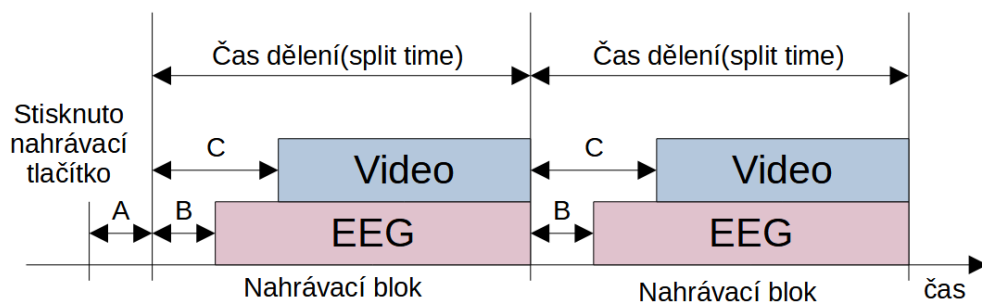 Čas dělení(split time)
Čas dělení(split time)
Stisknuto
nahrávací
tlačítko
C
Video
C
Video
A
B
EEG
B
EEG
Nahrávací blok
Nahrávací blok
čas